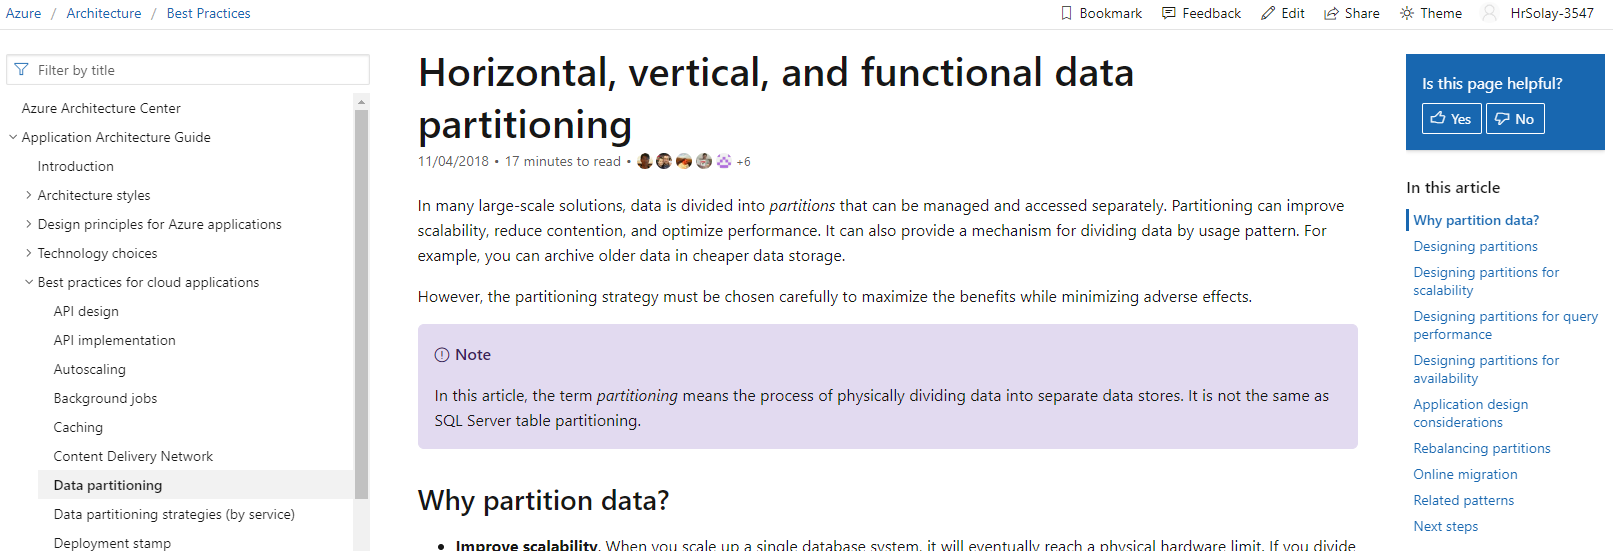 Azure / Architecture / Best Practices
Bookmark Feedback Edit Share Theme HrSolay-3547
Filter by title
Azure Architecture Center
Application Architecture Guide
Introduction
Architecture styles
Design principles for Azure applications
Technology choices
Best practices for cloud applications
API design
API implementation
Autoscaling
Background jobs
Caching
Content Delivery Network
Data partitioning
Data partitioning strategies (by service)
Deployment stamp
Horizontal, vertical, and functional data
partitioning
11/04/2018 • 17 minutes to read • +6
In many large-scale solutions, data is divided into partitions that can be managed and accessed separately. Partitioning can improve
scalability, reduce contention, and optimize performance. It can also provide a mechanism for dividing data by usage pattern. For
example, you can archive older data in cheaper data storage.
However, the partitioning strategy must be chosen carefully to maximize the benefits while minimizing adverse effects.
Note
In this article, the term partitioning means the process of physically dividing data into separate data stores. It is not the same as
SQL Server table partitioning.
Why partition data?
• Improve scalability. When you scale up a single database system, it will eventually reach a physical hardware limit. If you divide
Is this page helpful?
Yes No
In this article
Why partition data?
Designing partitions
Designing partitions for
scalability
Designing partitions for query
performance
Designing partitions for
availability
Application design
considerations
Rebalancing partitions
Online migration
Related patterns
Next steps